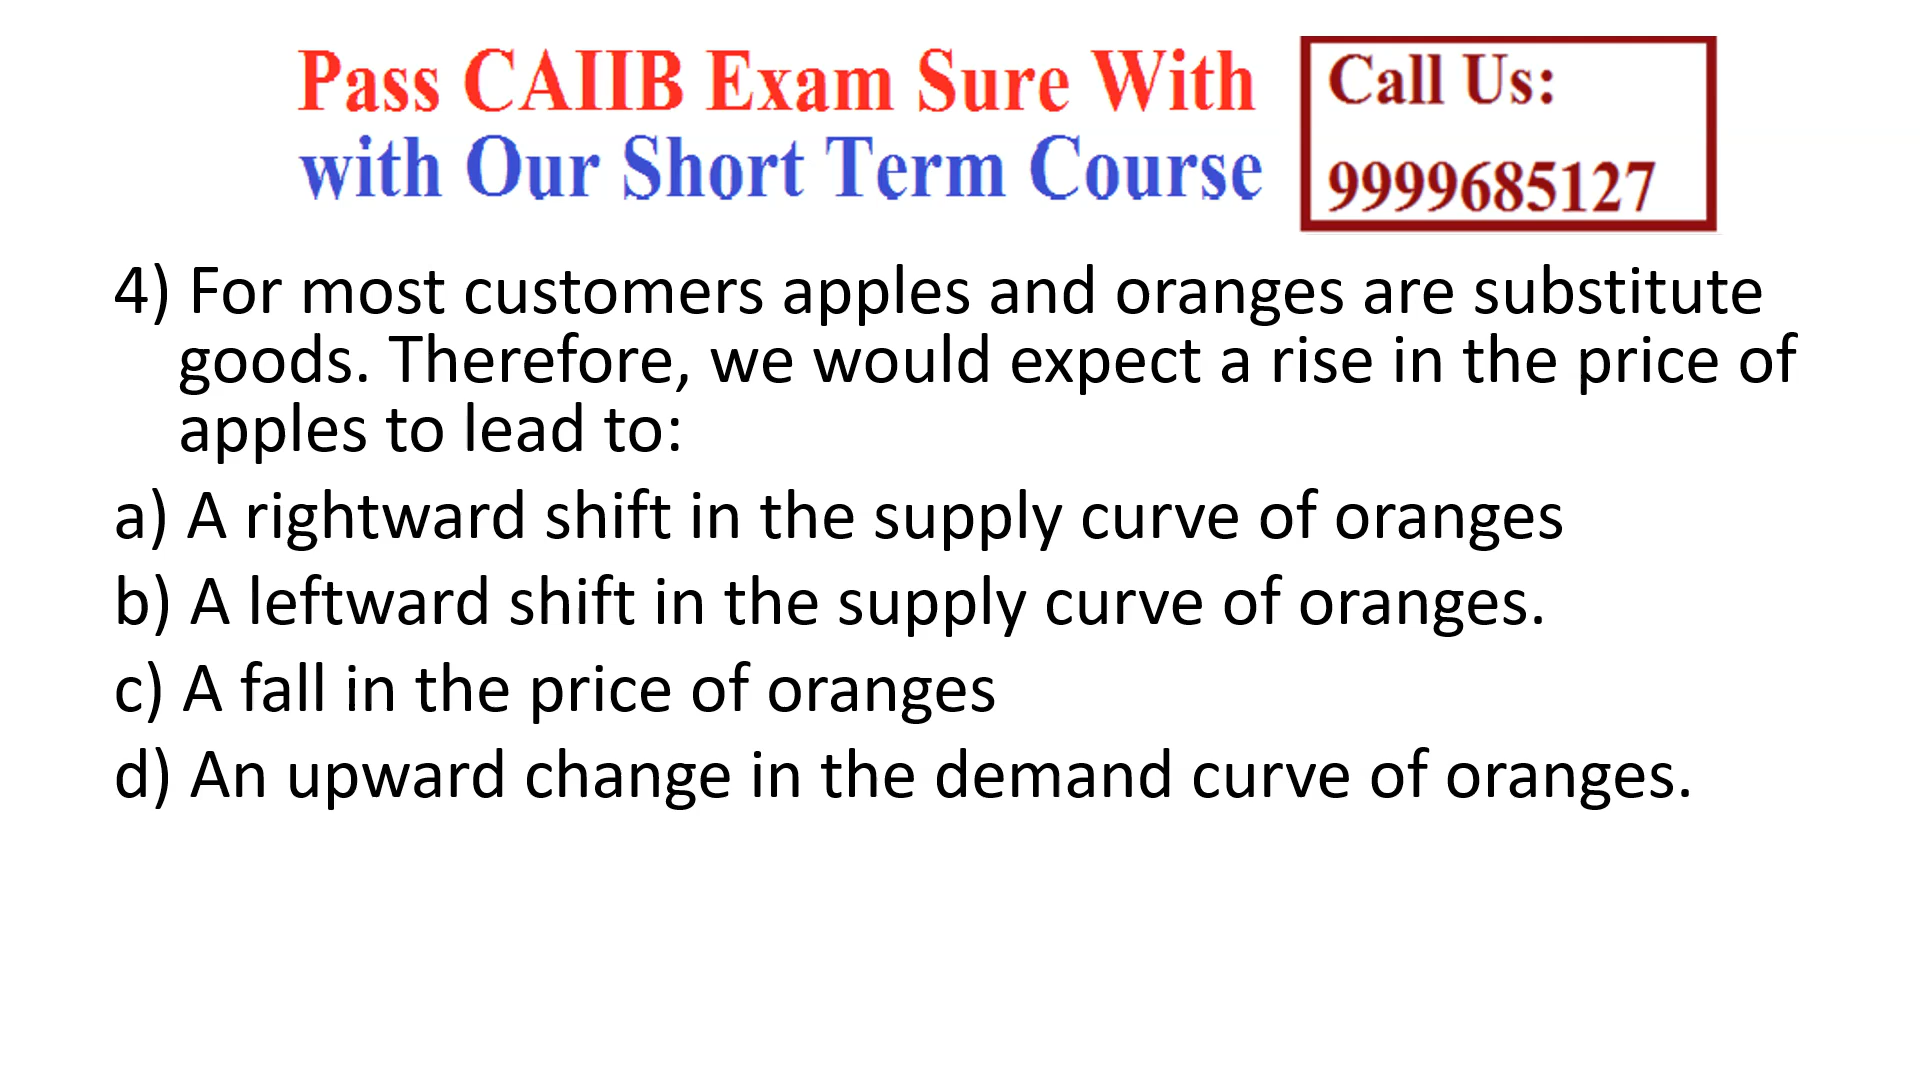 Pass CAIIB Exam Sure With
with Our Short Term Course
Call Us:
9999685127
4) For most customers apples and oranges are substitute
goods. Therefore, we would expect a rise in the price of
apples to lead to:
a) A rightward shift in the supply curve of oranges
b) A leftward shift in the supply curve of oranges.
c) A fall in the price of oranges
d) An upward change in the demand curve of oranges.